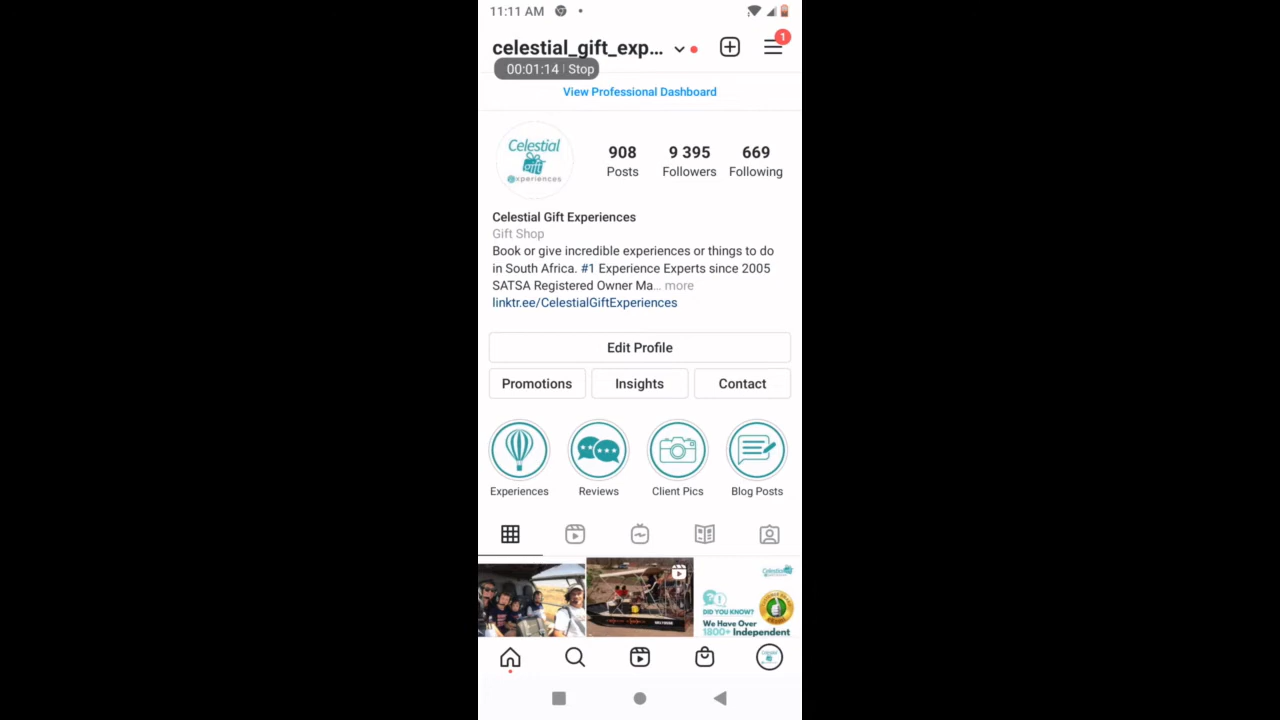 11:11 AM
celestial_gift_exp...
1
00:01:14 | Stop
View Professional Dashboard
Celestial
gift
experiences
908
9 395
669
Posts
Followers
Following
Celestial Gift Experiences
Gift Shop
Book or give incredible experiences or things to do
in South Africa. #1 Experience Experts since 2005
SATSA Registered Owner Ma... more
linktr.ee/CelestialGiftExperiences
Edit Profile
Promotions
Insights
Contact
Experiences
Reviews
Client Pics
Blog Posts
Celestial
DID YOU KNOW?
We Have Over
1800+ Independent